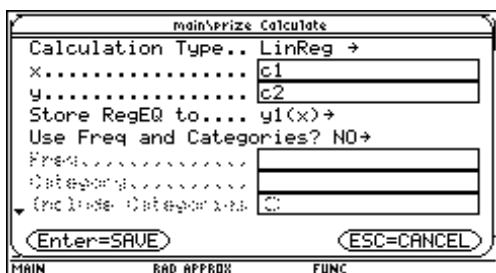 main\prize Calculate
Calculation Type.. LinReg →
x................. c1
y................. c2
Store RegEQ to.... y1(x)→
Use Freq and Categories? NO→
Freq..............
Category..........
Include Categories {}
Enter=SAVE ESC=CANCEL
MAIN RAD APPROX FUNC